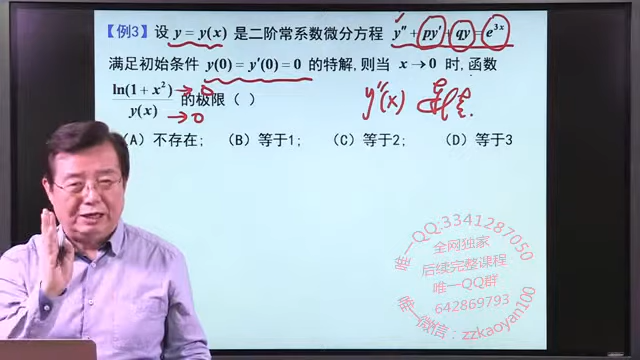 【例3】设 y = y(x) 是二阶常系数微分方程 y″ + py′ + qy = e^{3x}
满足初始条件 y(0) = y′(0) = 0 的特解,则当 x → 0 时,函数
ln(1 + x²) → 0
y(x) → 0
的极限（ ）
y″(x)
（A）不存在; （B）等于1; （C）等于2; （D）等于3
唯一QQ:3341287050
全网独家
后续完整课程
唯一QQ群
642869793
唯一微信：zzkaoyan100